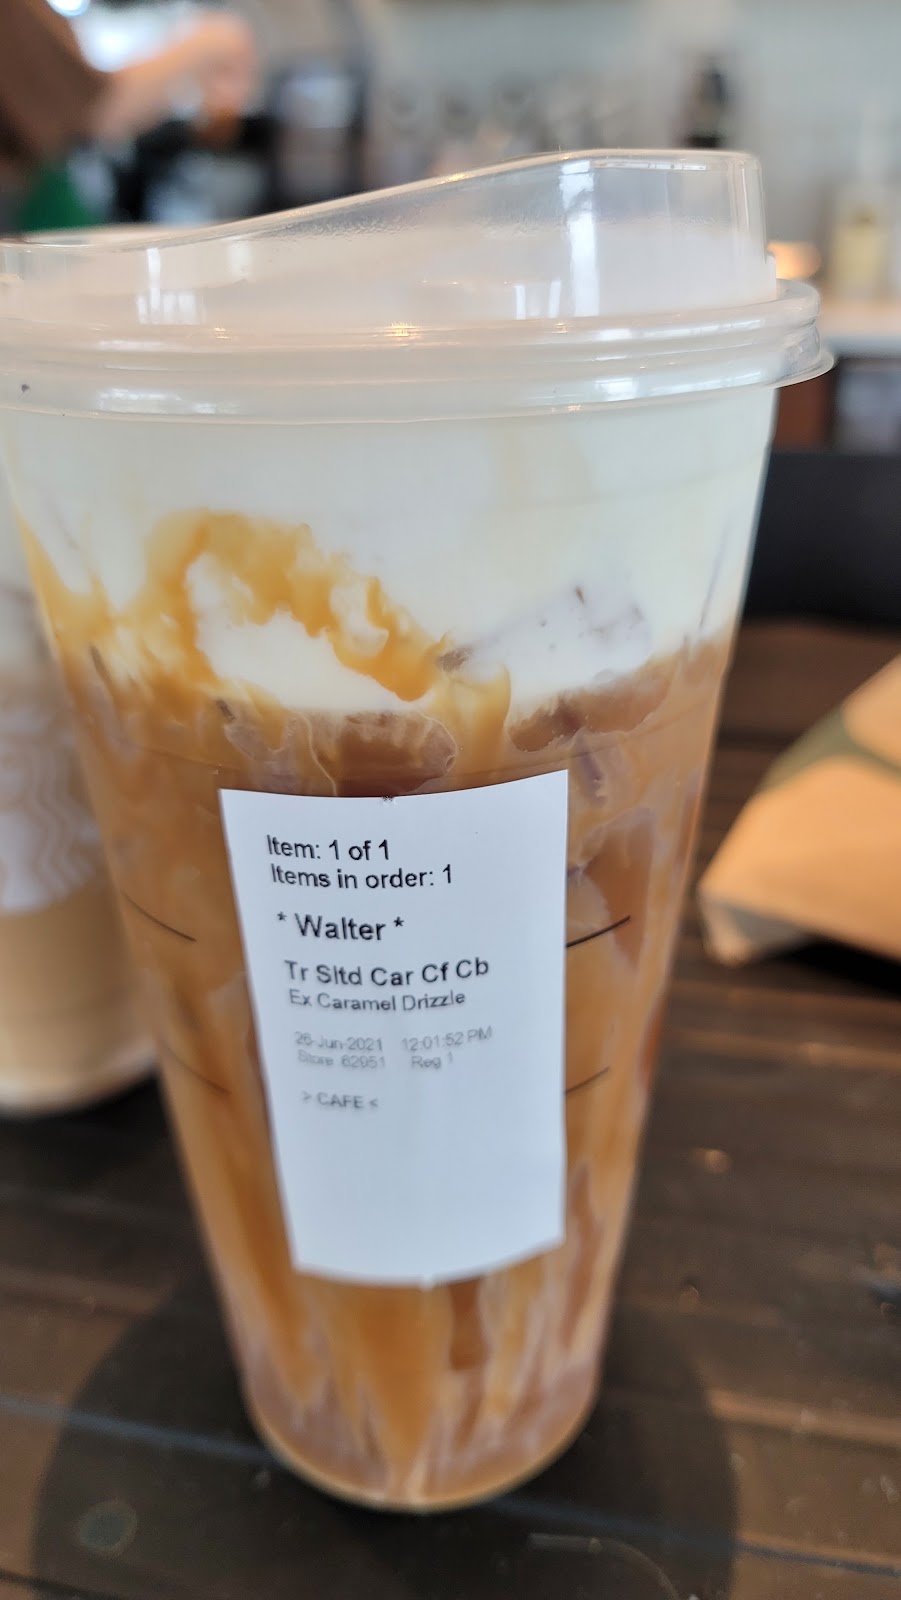 Item: 1 of 1
Items in order: 1
* Walter *
Tr Sltd Car Cf Cb
Ex Caramel Drizzle
26-Jun-2021 12:01:52 PM
Store 62051 Reg 1
> CAFE <